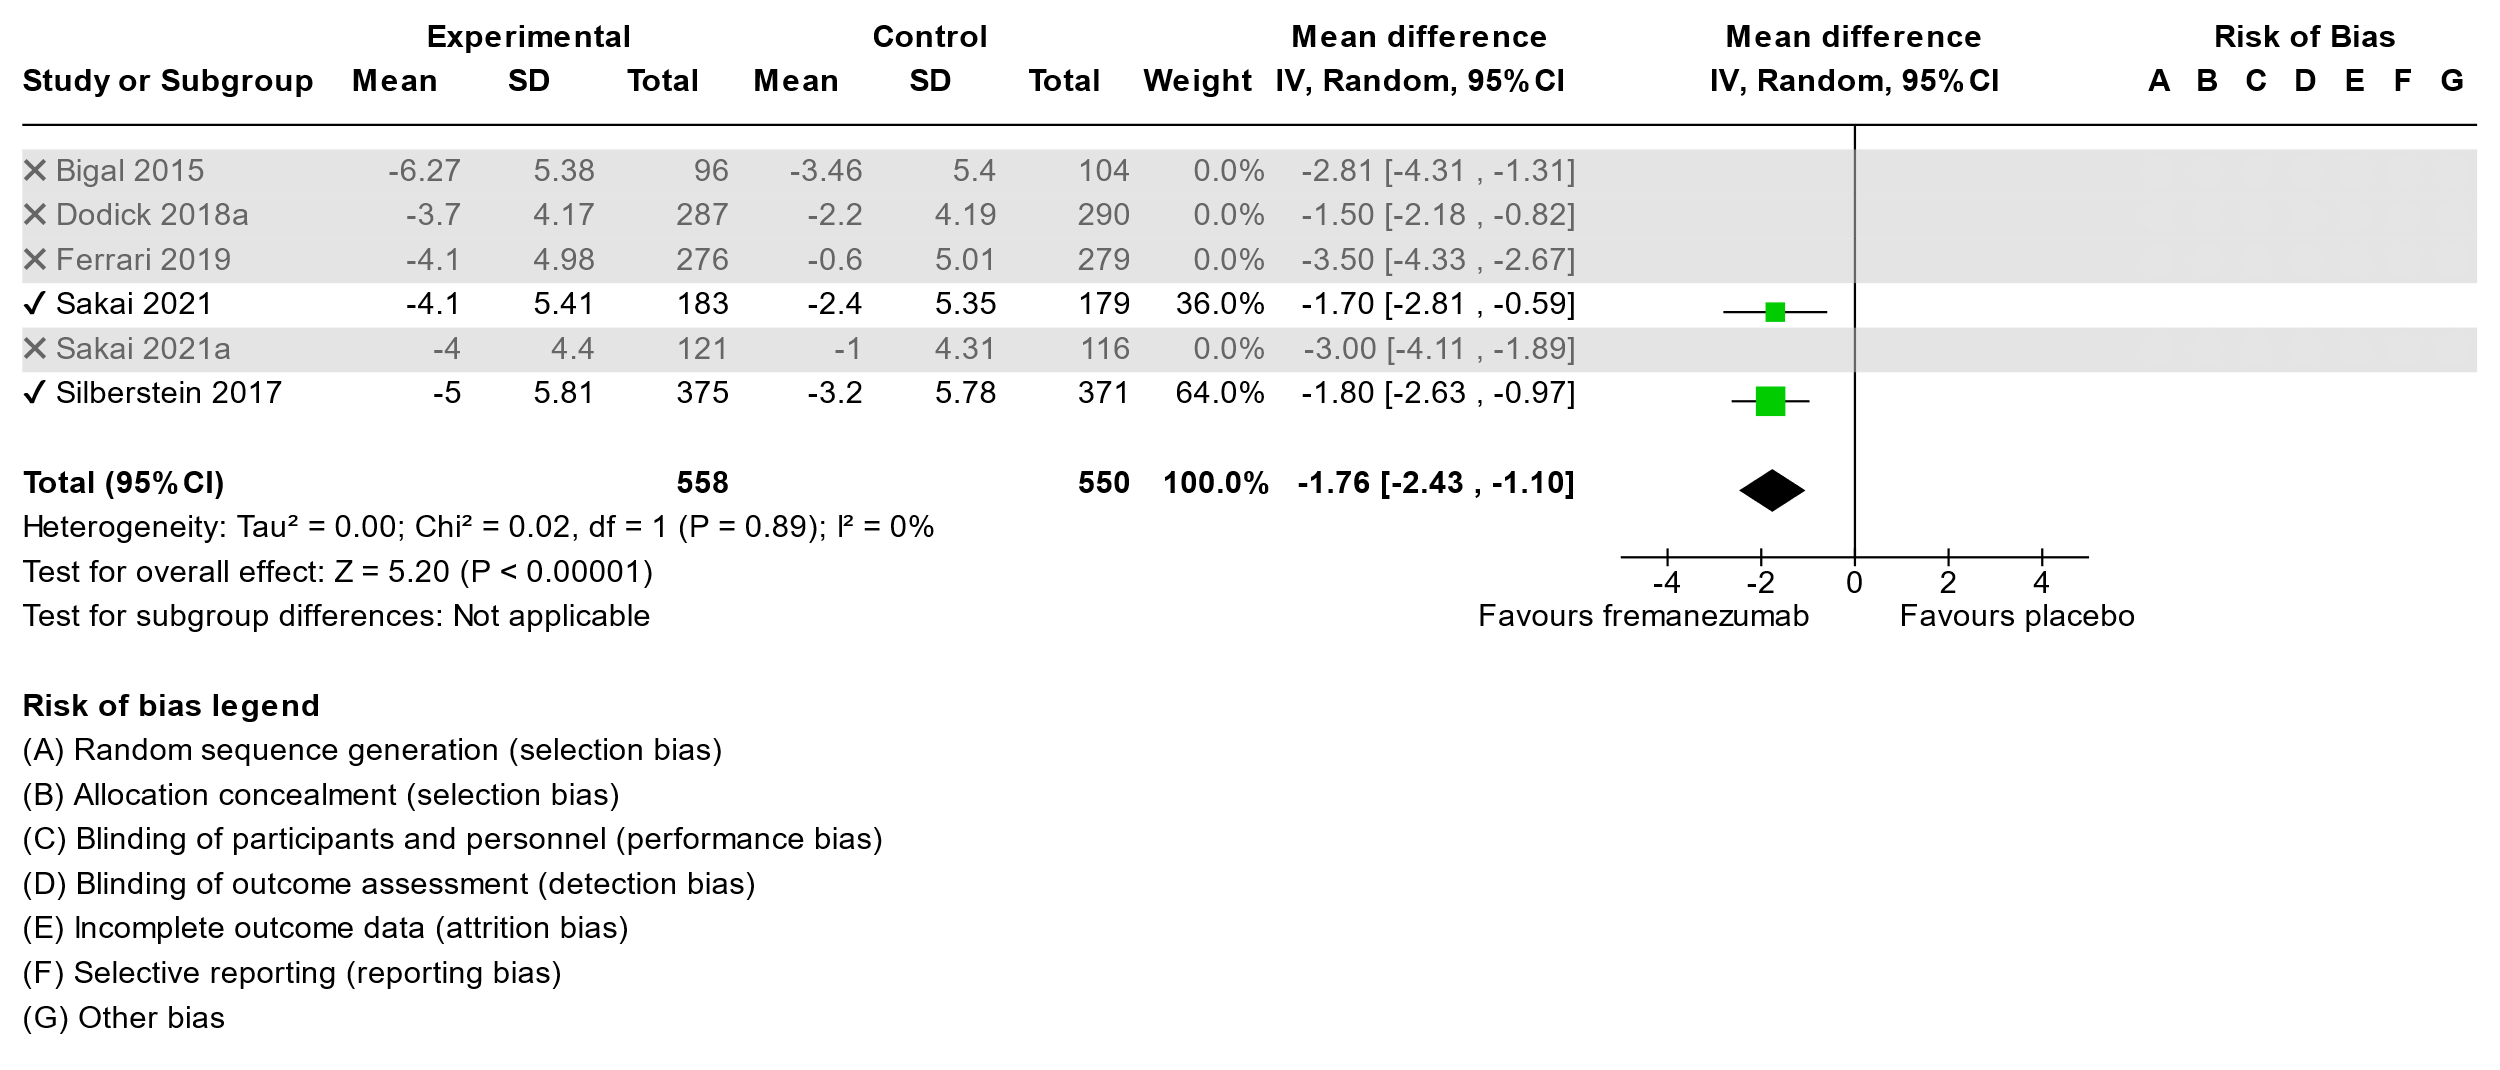 Experimental Control Mean difference Mean difference Risk of Bias
Study or Subgroup Mean SD Total Mean SD Total Weight IV, Random, 95% CI IV, Random, 95% CI A B C D E F G
✕ Bigal 2015 -6.27 5.38 96 -3.46 5.4 104 0.0% -2.81 [-4.31 , -1.31]
✕ Dodick 2018a -3.7 4.17 287 -2.2 4.19 290 0.0% -1.50 [-2.18 , -0.82]
✕ Ferrari 2019 -4.1 4.98 276 -0.6 5.01 279 0.0% -3.50 [-4.33 , -2.67]
✓ Sakai 2021 -4.1 5.41 183 -2.4 5.35 179 36.0% -1.70 [-2.81 , -0.59]
✕ Sakai 2021a -4 4.4 121 -1 4.31 116 0.0% -3.00 [-4.11 , -1.89]
✓ Silberstein 2017 -5 5.81 375 -3.2 5.78 371 64.0% -1.80 [-2.63 , -0.97]
Total (95% CI) 558 550 100.0% -1.76 [-2.43 , -1.10]
Heterogeneity: Tau² = 0.00; Chi² = 0.02, df = 1 (P = 0.89); I² = 0%
Test for overall effect: Z = 5.20 (P < 0.00001)
-4 -2 0 2 4
Test for subgroup differences: Not applicable Favours fremanezumab Favours placebo
Risk of bias legend
(A) Random sequence generation (selection bias)
(B) Allocation concealment (selection bias)
(C) Blinding of participants and personnel (performance bias)
(D) Blinding of outcome assessment (detection bias)
(E) Incomplete outcome data (attrition bias)
(F) Selective reporting (reporting bias)
(G) Other bias